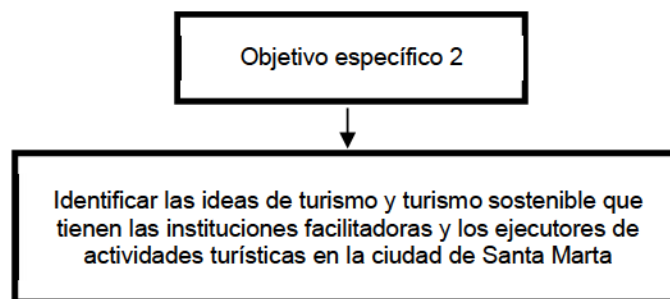 Objetivo específico 2
Identificar las ideas de turismo y turismo sostenible que
tienen las instituciones facilitadoras y los ejecutores de
actividades turísticas en la ciudad de Santa Marta